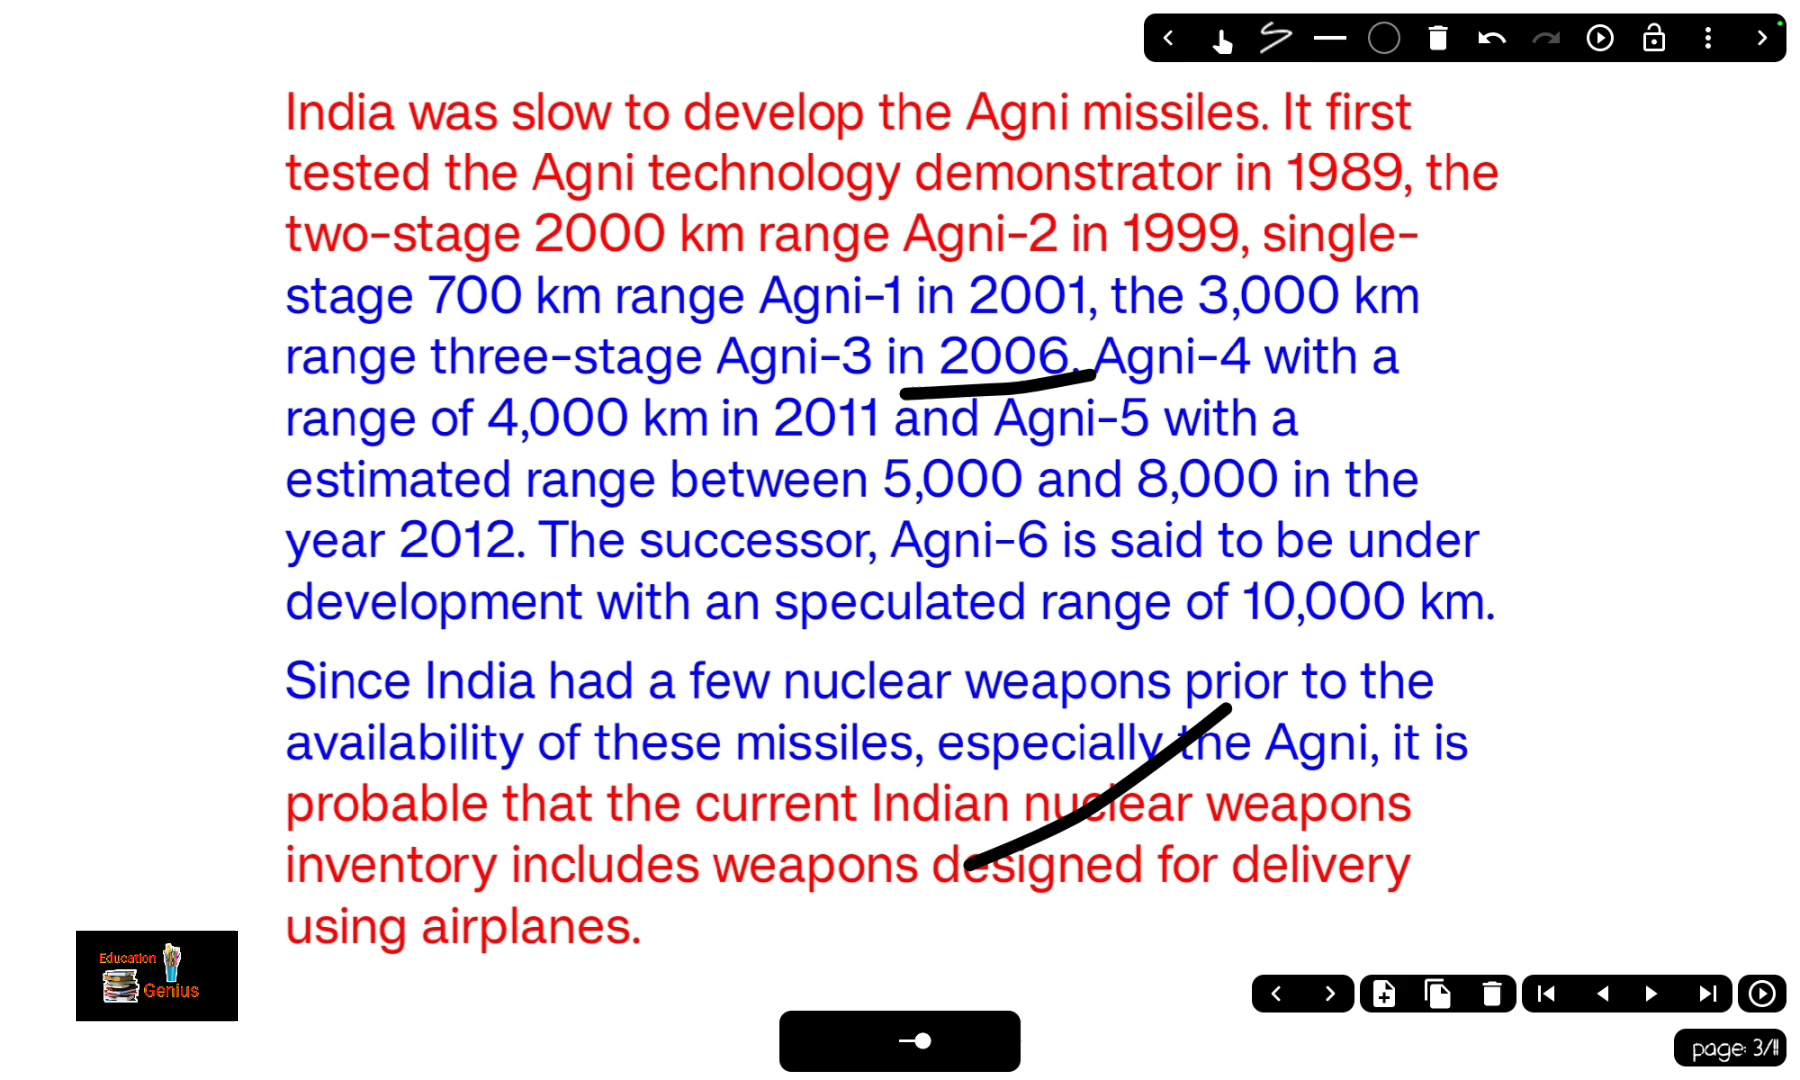 India was slow to develop the Agni missiles. It first
tested the Agni technology demonstrator in 1989, the
two-stage 2000 km range Agni-2 in 1999, single-
stage 700 km range Agni-1 in 2001, the 3,000 km
range three-stage Agni-3 in 2006. Agni-4 with a
range of 4,000 km in 2011 and Agni-5 with a
estimated range between 5,000 and 8,000 in the
year 2012. The successor, Agni-6 is said to be under
development with an speculated range of 10,000 km.
Since India had a few nuclear weapons prior to the
availability of these missiles, especially the Agni, it is
probable that the current Indian nuclear weapons
inventory includes weapons designed for delivery
using airplanes.
Education
Genius
page: 3/11